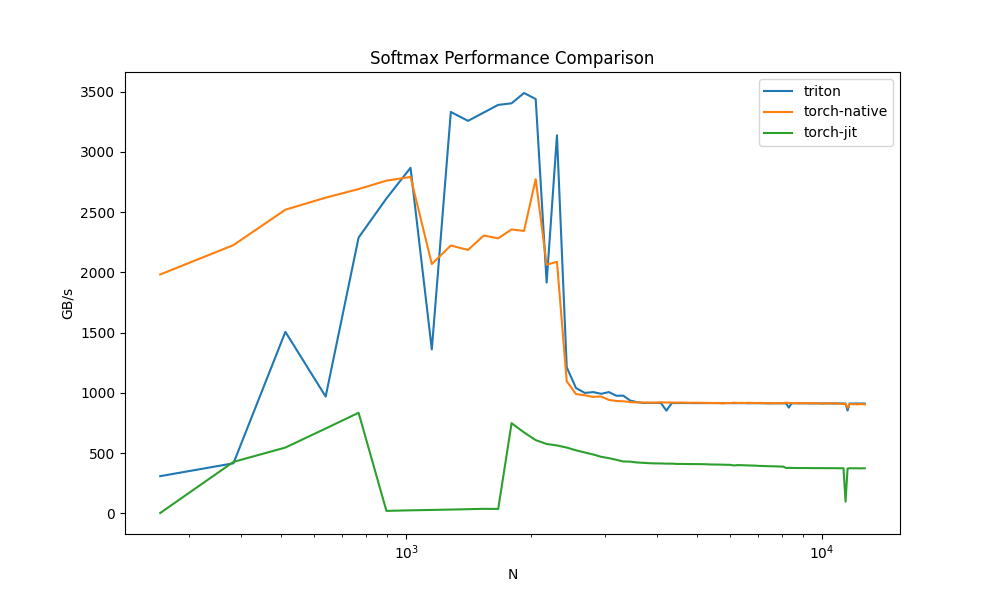 Softmax Performance Comparison
3500
3000
2500
2000
1500
1000
500
0
GB/s
triton
torch-native
torch-jit
10³
10⁴
N